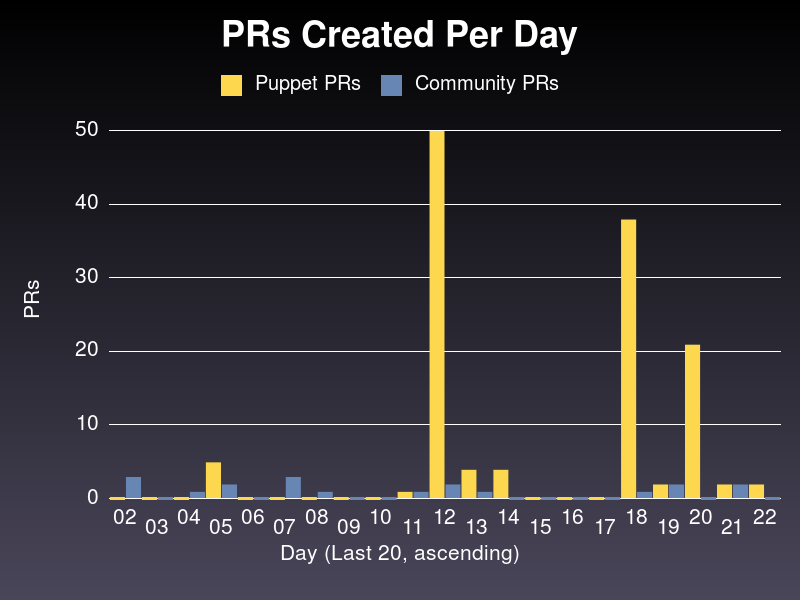 PRs Created Per Day
Puppet PRs Community PRs
50
40
30
20
10
0
PRs
02 03 04 05 06 07 08 09 10 11 12 13 14 15 16 17 18 19 20 21 22
Day (Last 20, ascending)